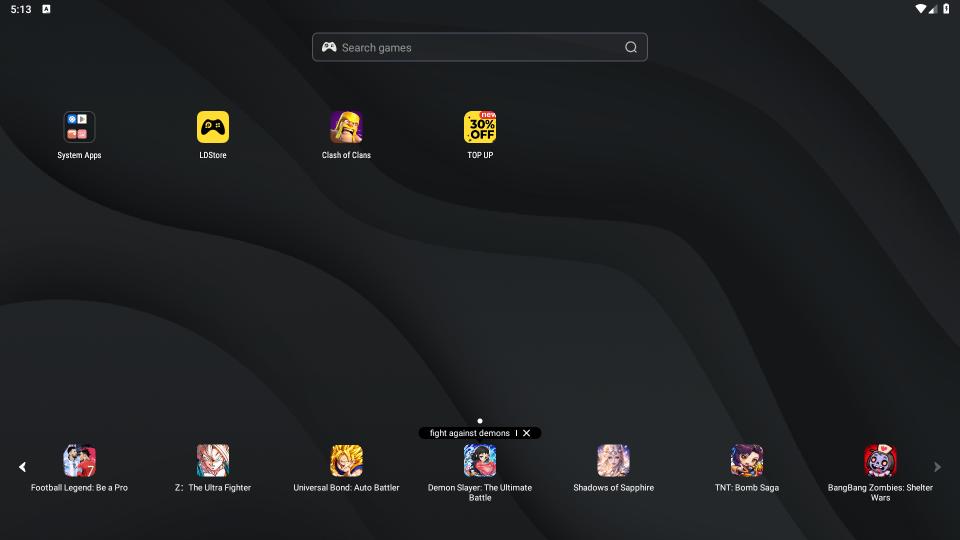 5:13
A
Search games
new
30%
OFF
System Apps
LDStore
Clash of Clans
TOP UP
fight against demons
7
Football Legend: Be a Pro
Z: The Ultra Fighter
Universal Bond: Auto Battler
Demon Slayer: The Ultimate
Battle
Shadows of Sapphire
TNT: Bomb Saga
BangBang Zombies: Shelter
Wars